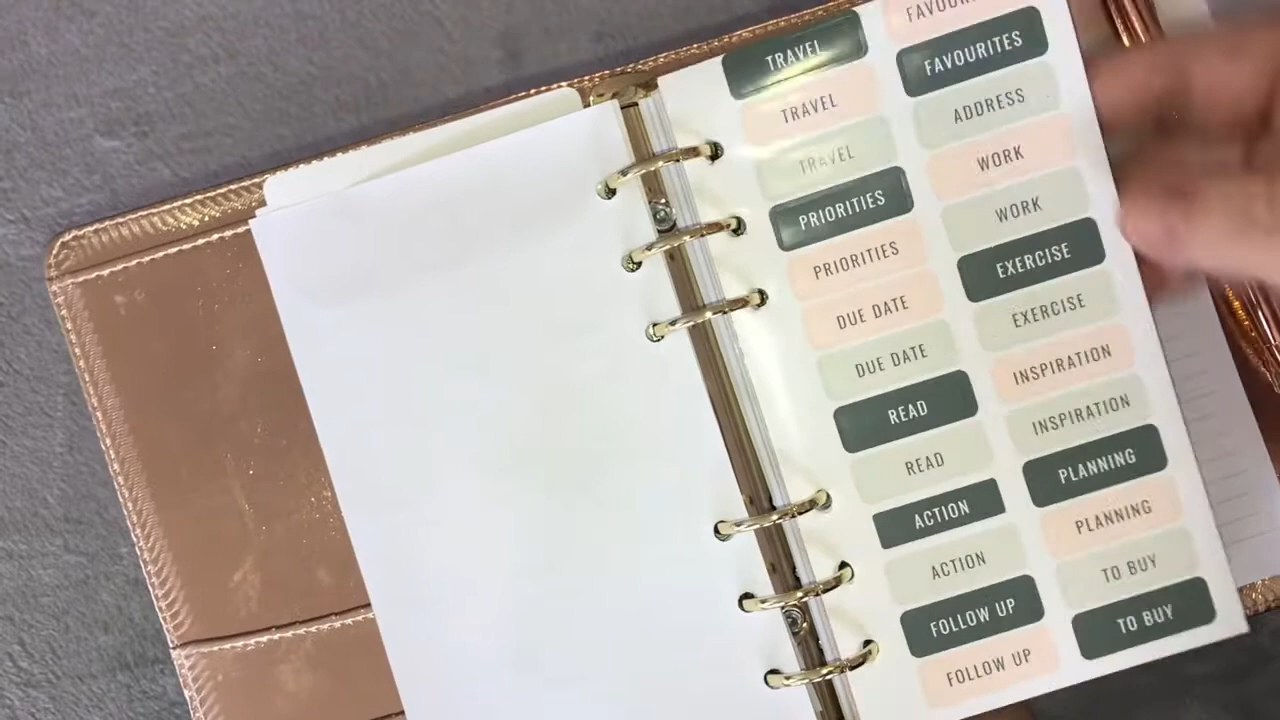 TRAVEL
TRAVEL
TRAVEL
PRIORITIES
PRIORITIES
DUE DATE
DUE DATE
READ
READ
ACTION
ACTION
FOLLOW UP
FOLLOW UP
FAVOURITES
ADDRESS
WORK
WORK
EXERCISE
EXERCISE
INSPIRATION
INSPIRATION
PLANNING
PLANNING
TO BUY
TO BUY